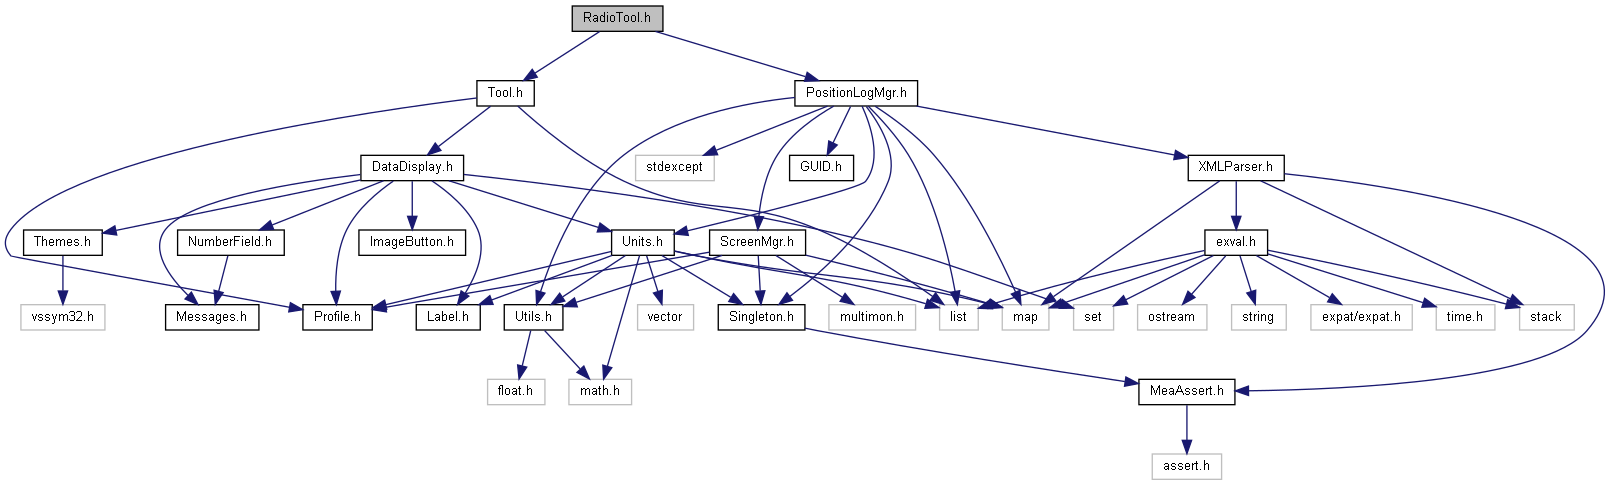 RadioTool.h
Tool.h
PositionLogMgr.h
DataDisplay.h
stdexcept
GUID.h
XMLParser.h
Themes.h
NumberField.h
ImageButton.h
Units.h
ScreenMgr.h
exval.h
vssym32.h
Messages.h
Profile.h
Label.h
Utils.h
vector
Singleton.h
multimon.h
list
map
set
ostream
string
expat/expat.h
time.h
stack
float.h
math.h
MeaAssert.h
assert.h